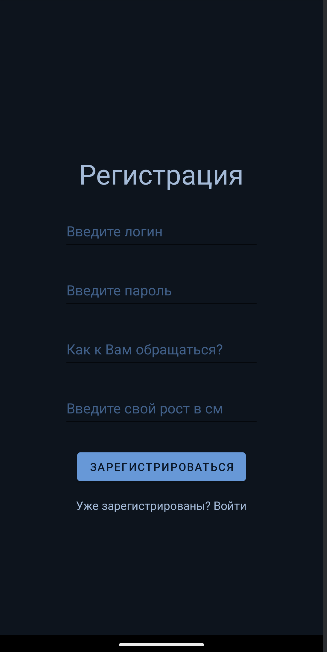 Регистрация
Введите логин
Введите пароль
Как к Вам обращаться?
Введите свой рост в см
ЗАРЕГИСТРИРОВАТЬСЯ
Уже зарегистрированы? Войти